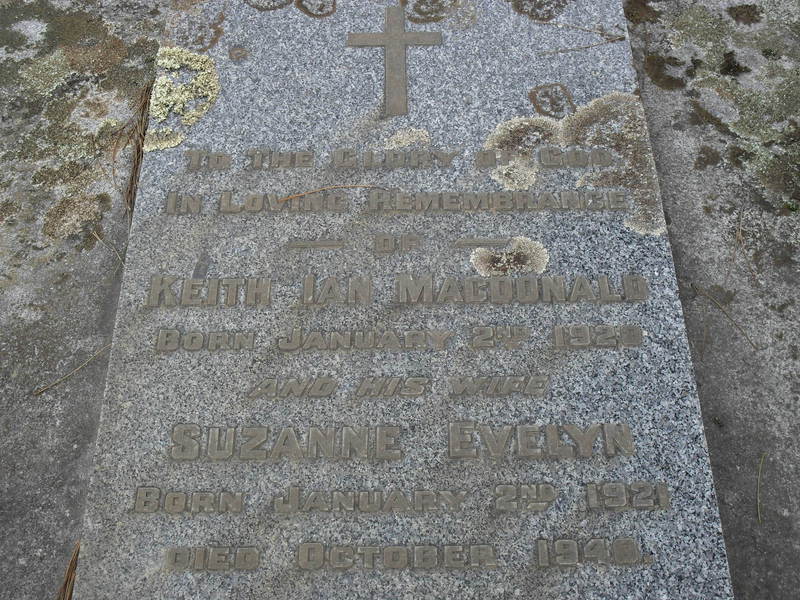 To The Glory of God
In Loving Remembrance
of
Keith Ian MacDonald
Born January 2nd
and his wife
Suzanne Evelyn
Born January 2nd 1921
Died October 1940.